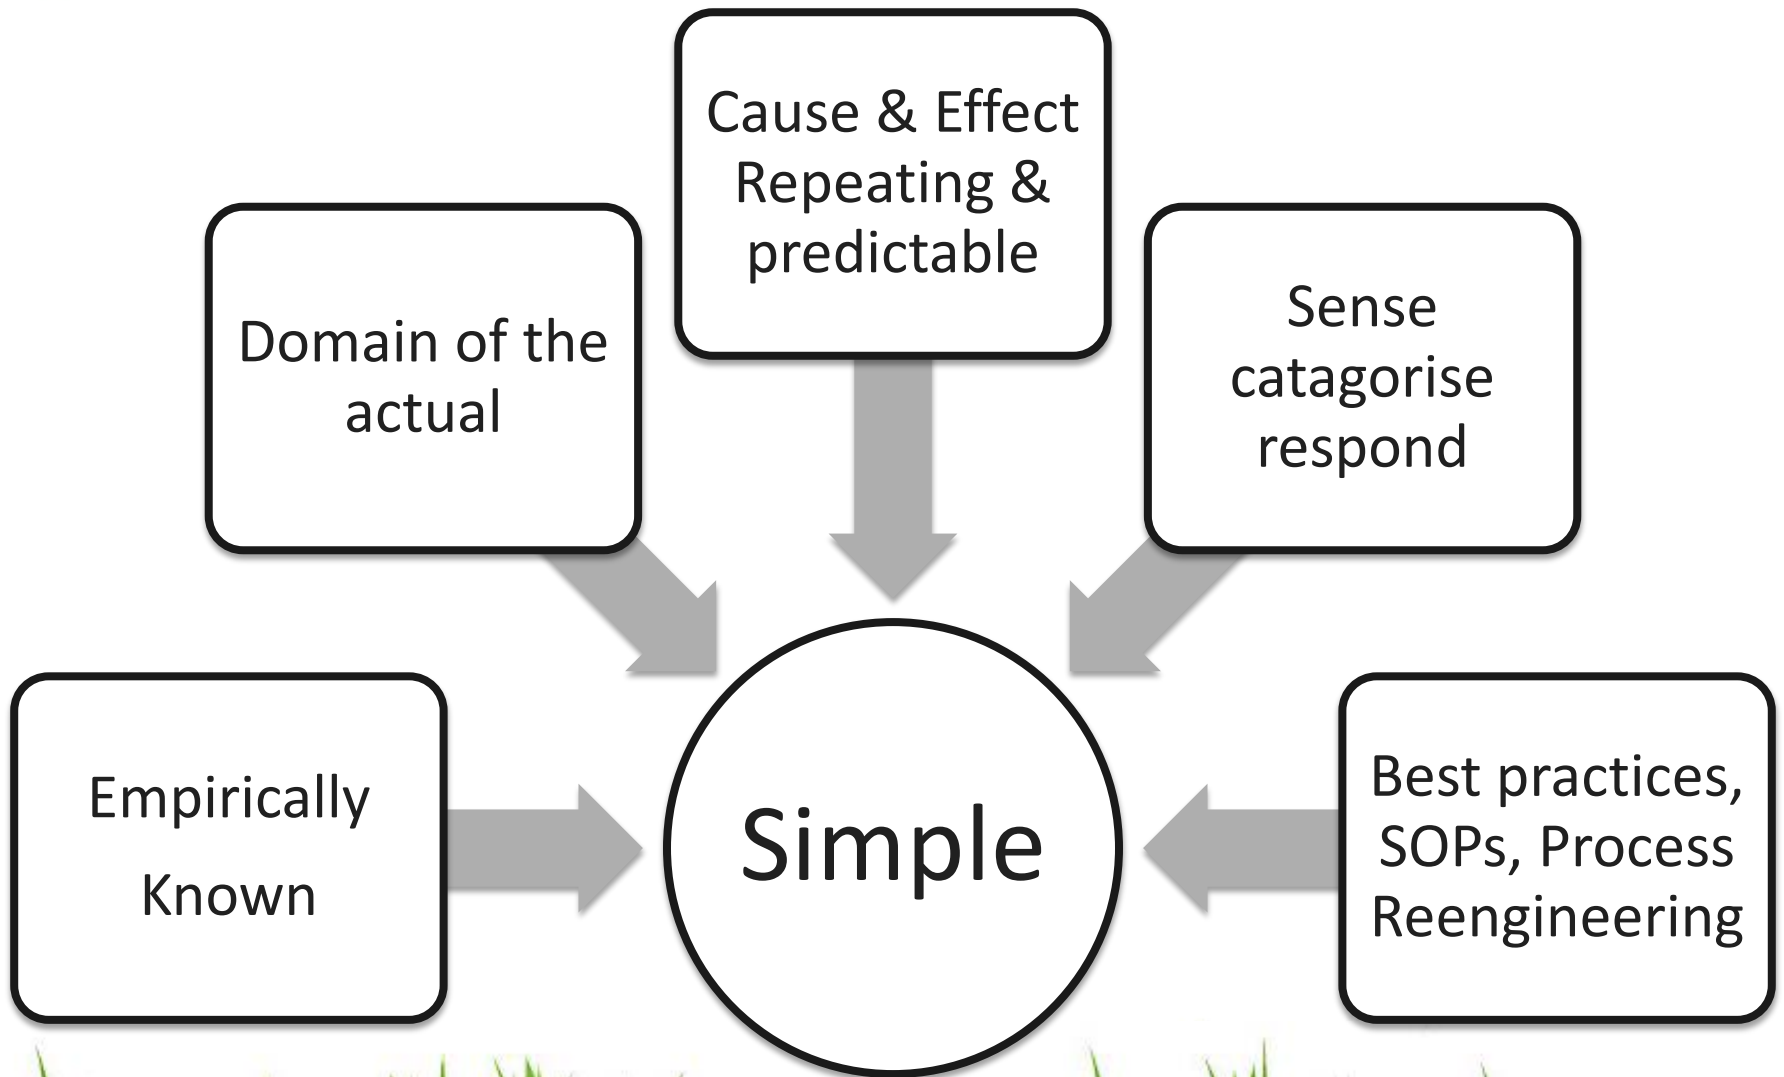 Cause & Effect
Repeating &
predictable
Domain of the
actual
Sense
catagorise
respond
Empirically
Known
Simple
Best practices,
SOPs, Process
Reengineering